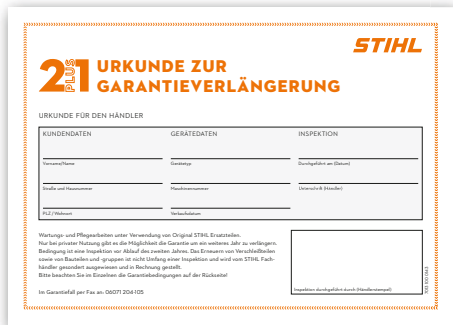 STIHL
2 PLUS 1 URKUNDE ZUR
GARANTIEVERLÄNGERUNG
URKUNDE FÜR DEN HÄNDLER
KUNDENDATEN GERÄTEDATEN INSPEKTION
Vorname/Name Gerätetyp Durchgeführt am (Datum)
Straße und Hausnummer Maschinennummer Unterschrift (Händler)
PLZ / Wohnort Verkaufsdatum
Wartungs- und Pflegearbeiten unter Verwendung von Original STIHL Ersatzteilen.
Nur bei privater Nutzung gibt es die Möglichkeit die Garantie um ein weiteres Jahr zu verlängern.
Bedingung ist eine Inspektion vor Ablauf des zweiten Jahres. Das Erneuern von Verschleißteilen
sowie von Bauteilen und -gruppen ist nicht Umfang einer Inspektion und wird vom STIHL Fach-
händler gesondert ausgewiesen und in Rechnung gestellt.
Bitte beachten Sie im Einzelnen die Garantiebedingungen auf der Rückseite!
Im Garantiefall per Fax an: 06071 204-105
Inspektion durchgeführt durch (Händlerstempel)